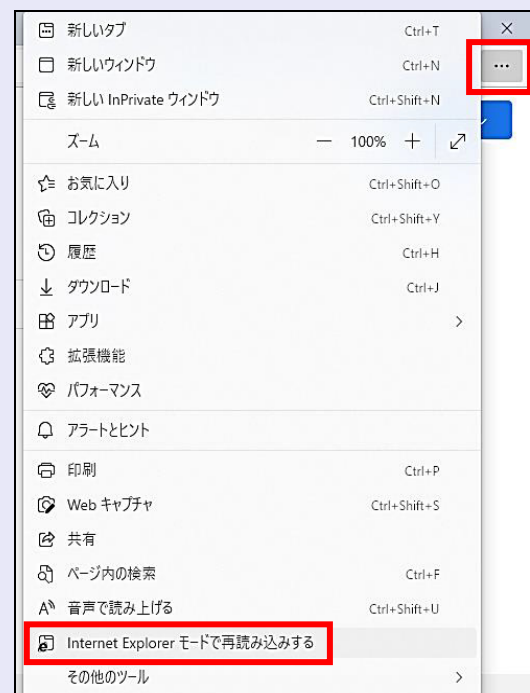 新しいタブ Ctrl+T
新しいウィンドウ Ctrl+N
新しい InPrivate ウィンドウ Ctrl+Shift+N
ズーム — 100% +
お気に入り Ctrl+Shift+O
コレクション Ctrl+Shift+Y
履歴 Ctrl+H
ダウンロード Ctrl+J
アプリ
拡張機能
パフォーマンス
アラートとヒント
印刷 Ctrl+P
Web キャプチャ Ctrl+Shift+S
共有
ページ内の検索 Ctrl+F
音声で読み上げる Ctrl+Shift+U
Internet Explorer モードで再読み込みする
その他のツール